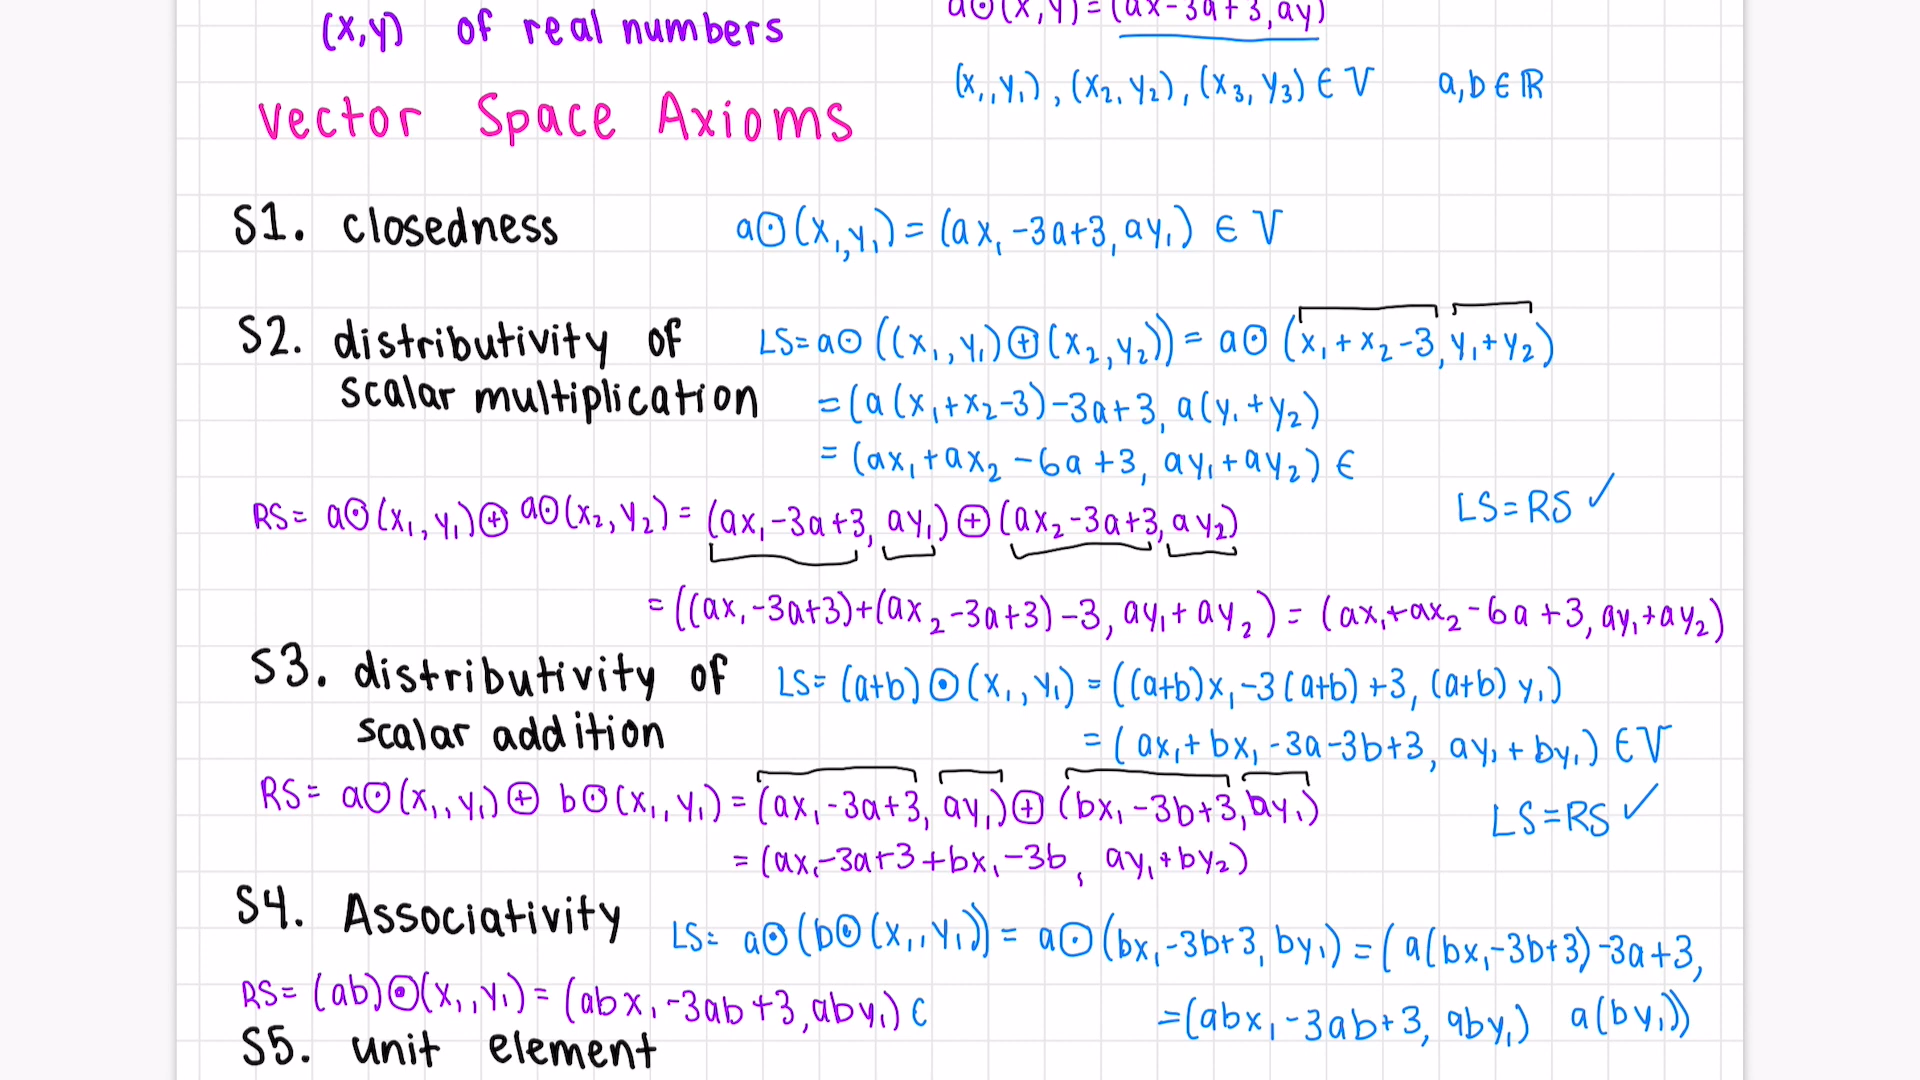 (x,y) of real numbers
a⊙(x,y)=(ax-3a+3,ay)
(x₁,y₁), (x₂,y₂), (x₃,y₃) ∈ V a,b ∈ ℝ
Vector Space Axioms
S1. closedness a⊙(x₁,y₁) = (ax₁-3a+3, ay₁) ∈ V
S2. distributivity of LS= a⊙((x₁,y₁)⊕(x₂,y₂)) = a⊙(x₁+x₂-3, y₁+y₂)
scalar multiplication =(a(x₁+x₂-3)-3a+3, a(y₁+y₂)
= (ax₁+ax₂-6a+3, ay₁+ay₂) ∈
RS= a⊙(x₁,y₁)⊕ a⊙(x₂,y₂) = (ax₁-3a+3, ay₁)⊕(ax₂-3a+3, ay₂) LS=RS ✓
= ((ax₁-3a+3)+(ax₂-3a+3)-3, ay₁+ay₂) = (ax₁+ax₂-6a+3, ay₁+ay₂)
S3. distributivity of LS= (a+b)⊙(x₁,y₁) = ((a+b)x₁-3(a+b)+3, (a+b)y₁)
scalar addition = (ax₁+bx₁-3a-3b+3, ay₁+by₁) ∈V
RS= a⊙(x₁,y₁)⊕ b⊙(x₁,y₁) = (ax₁-3a+3, ay₁)⊕(bx₁-3b+3, by₁) LS=RS ✓
= (ax₁-3a+3+bx₁-3b, ay₁+by₂)
S4. Associativity LS= a⊙(b⊙(x₁,y₁)) = a⊙(bx₁-3b+3, by₁) = (a(bx₁-3b+3)-3a+3,
RS= (ab)⊙(x₁,y₁) = (abx₁-3ab+3, aby₁) ∈ =(abx₁-3ab+3, aby₁) a(by₁))
S5. unit element